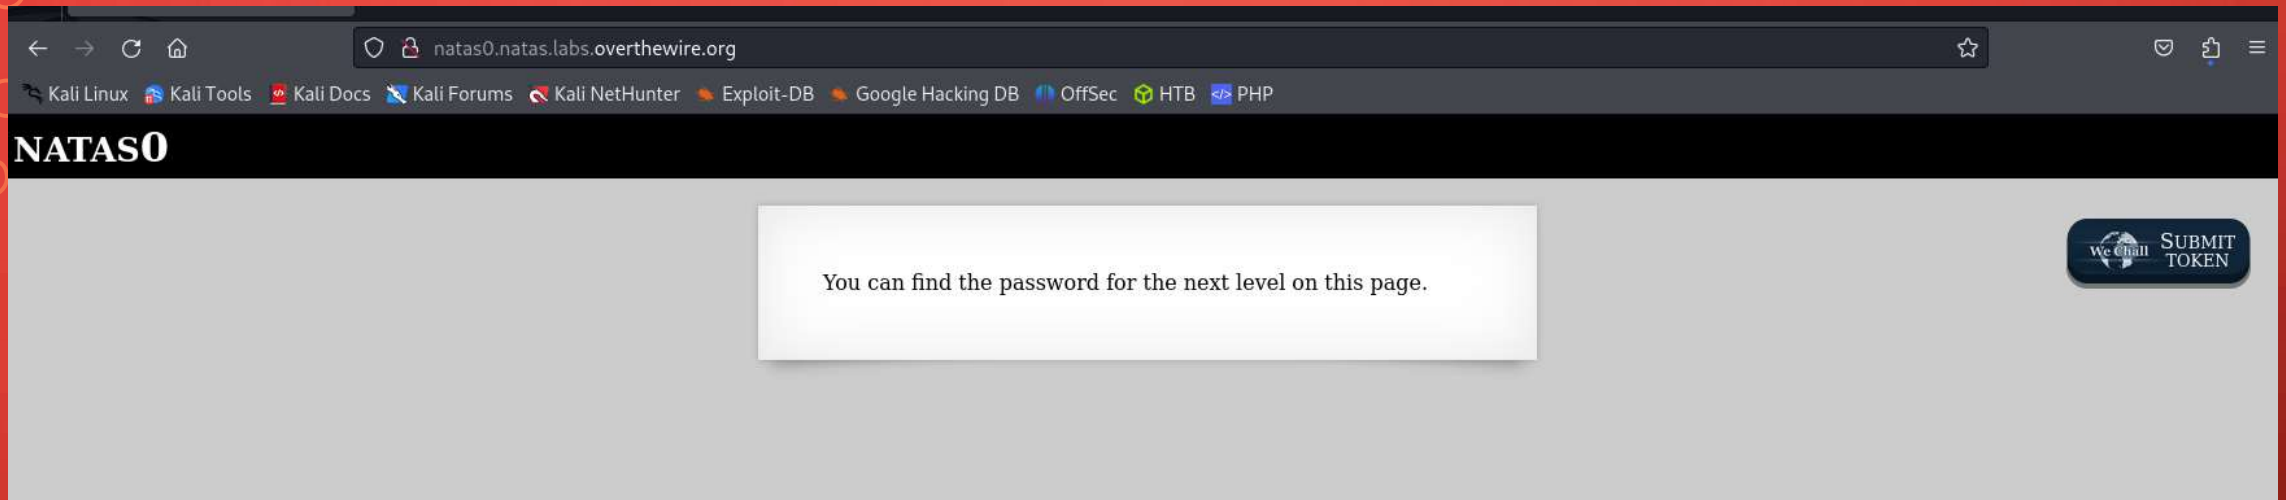 natas0.natas.labs.overthewire.org
Kali Linux Kali Tools Kali Docs Kali Forums Kali NetHunter Exploit-DB Google Hacking DB OffSec HTB PHP
NATAS0
You can find the password for the next level on this page.
We Chall
SUBMIT
TOKEN